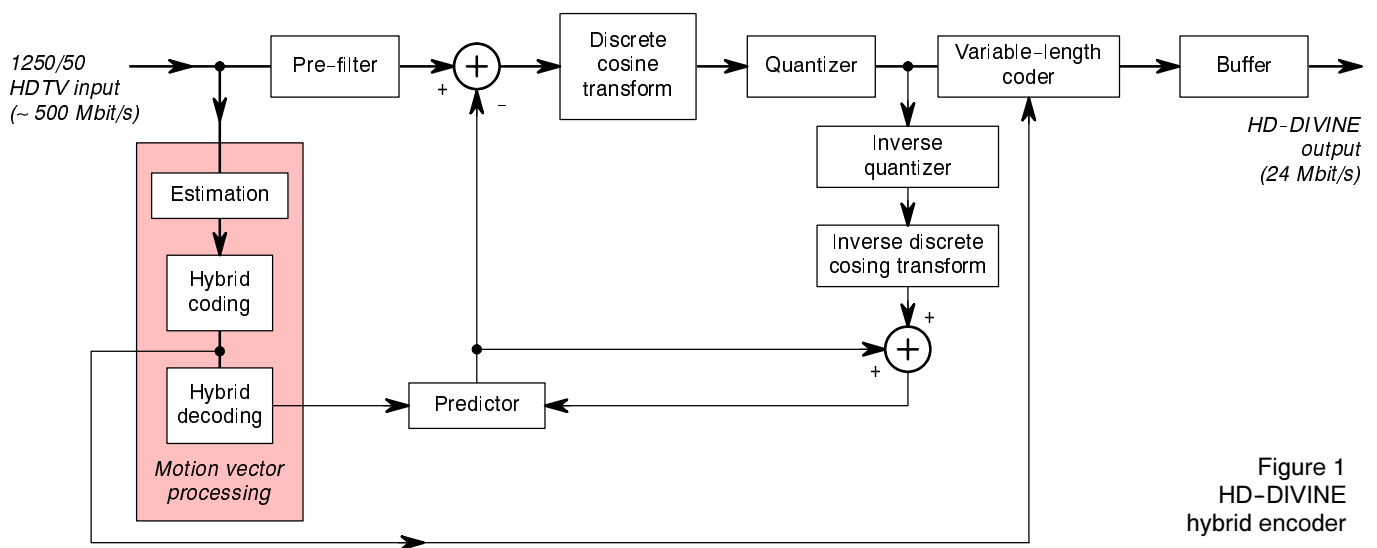 1250/50
HDTV input
(~ 500 Mbit/s)
Pre-filter
+
+
−
Discrete
cosine
transform
Quantizer
Variable-length
coder
Buffer
HD-DIVINE
output
(24 Mbit/s)
Inverse
quantizer
Inverse discrete
cosing transform
+
+
+
Estimation
Hybrid
coding
Hybrid
decoding
Motion vector
processing
Predictor
Figure 1
HD-DIVINE
hybrid encoder